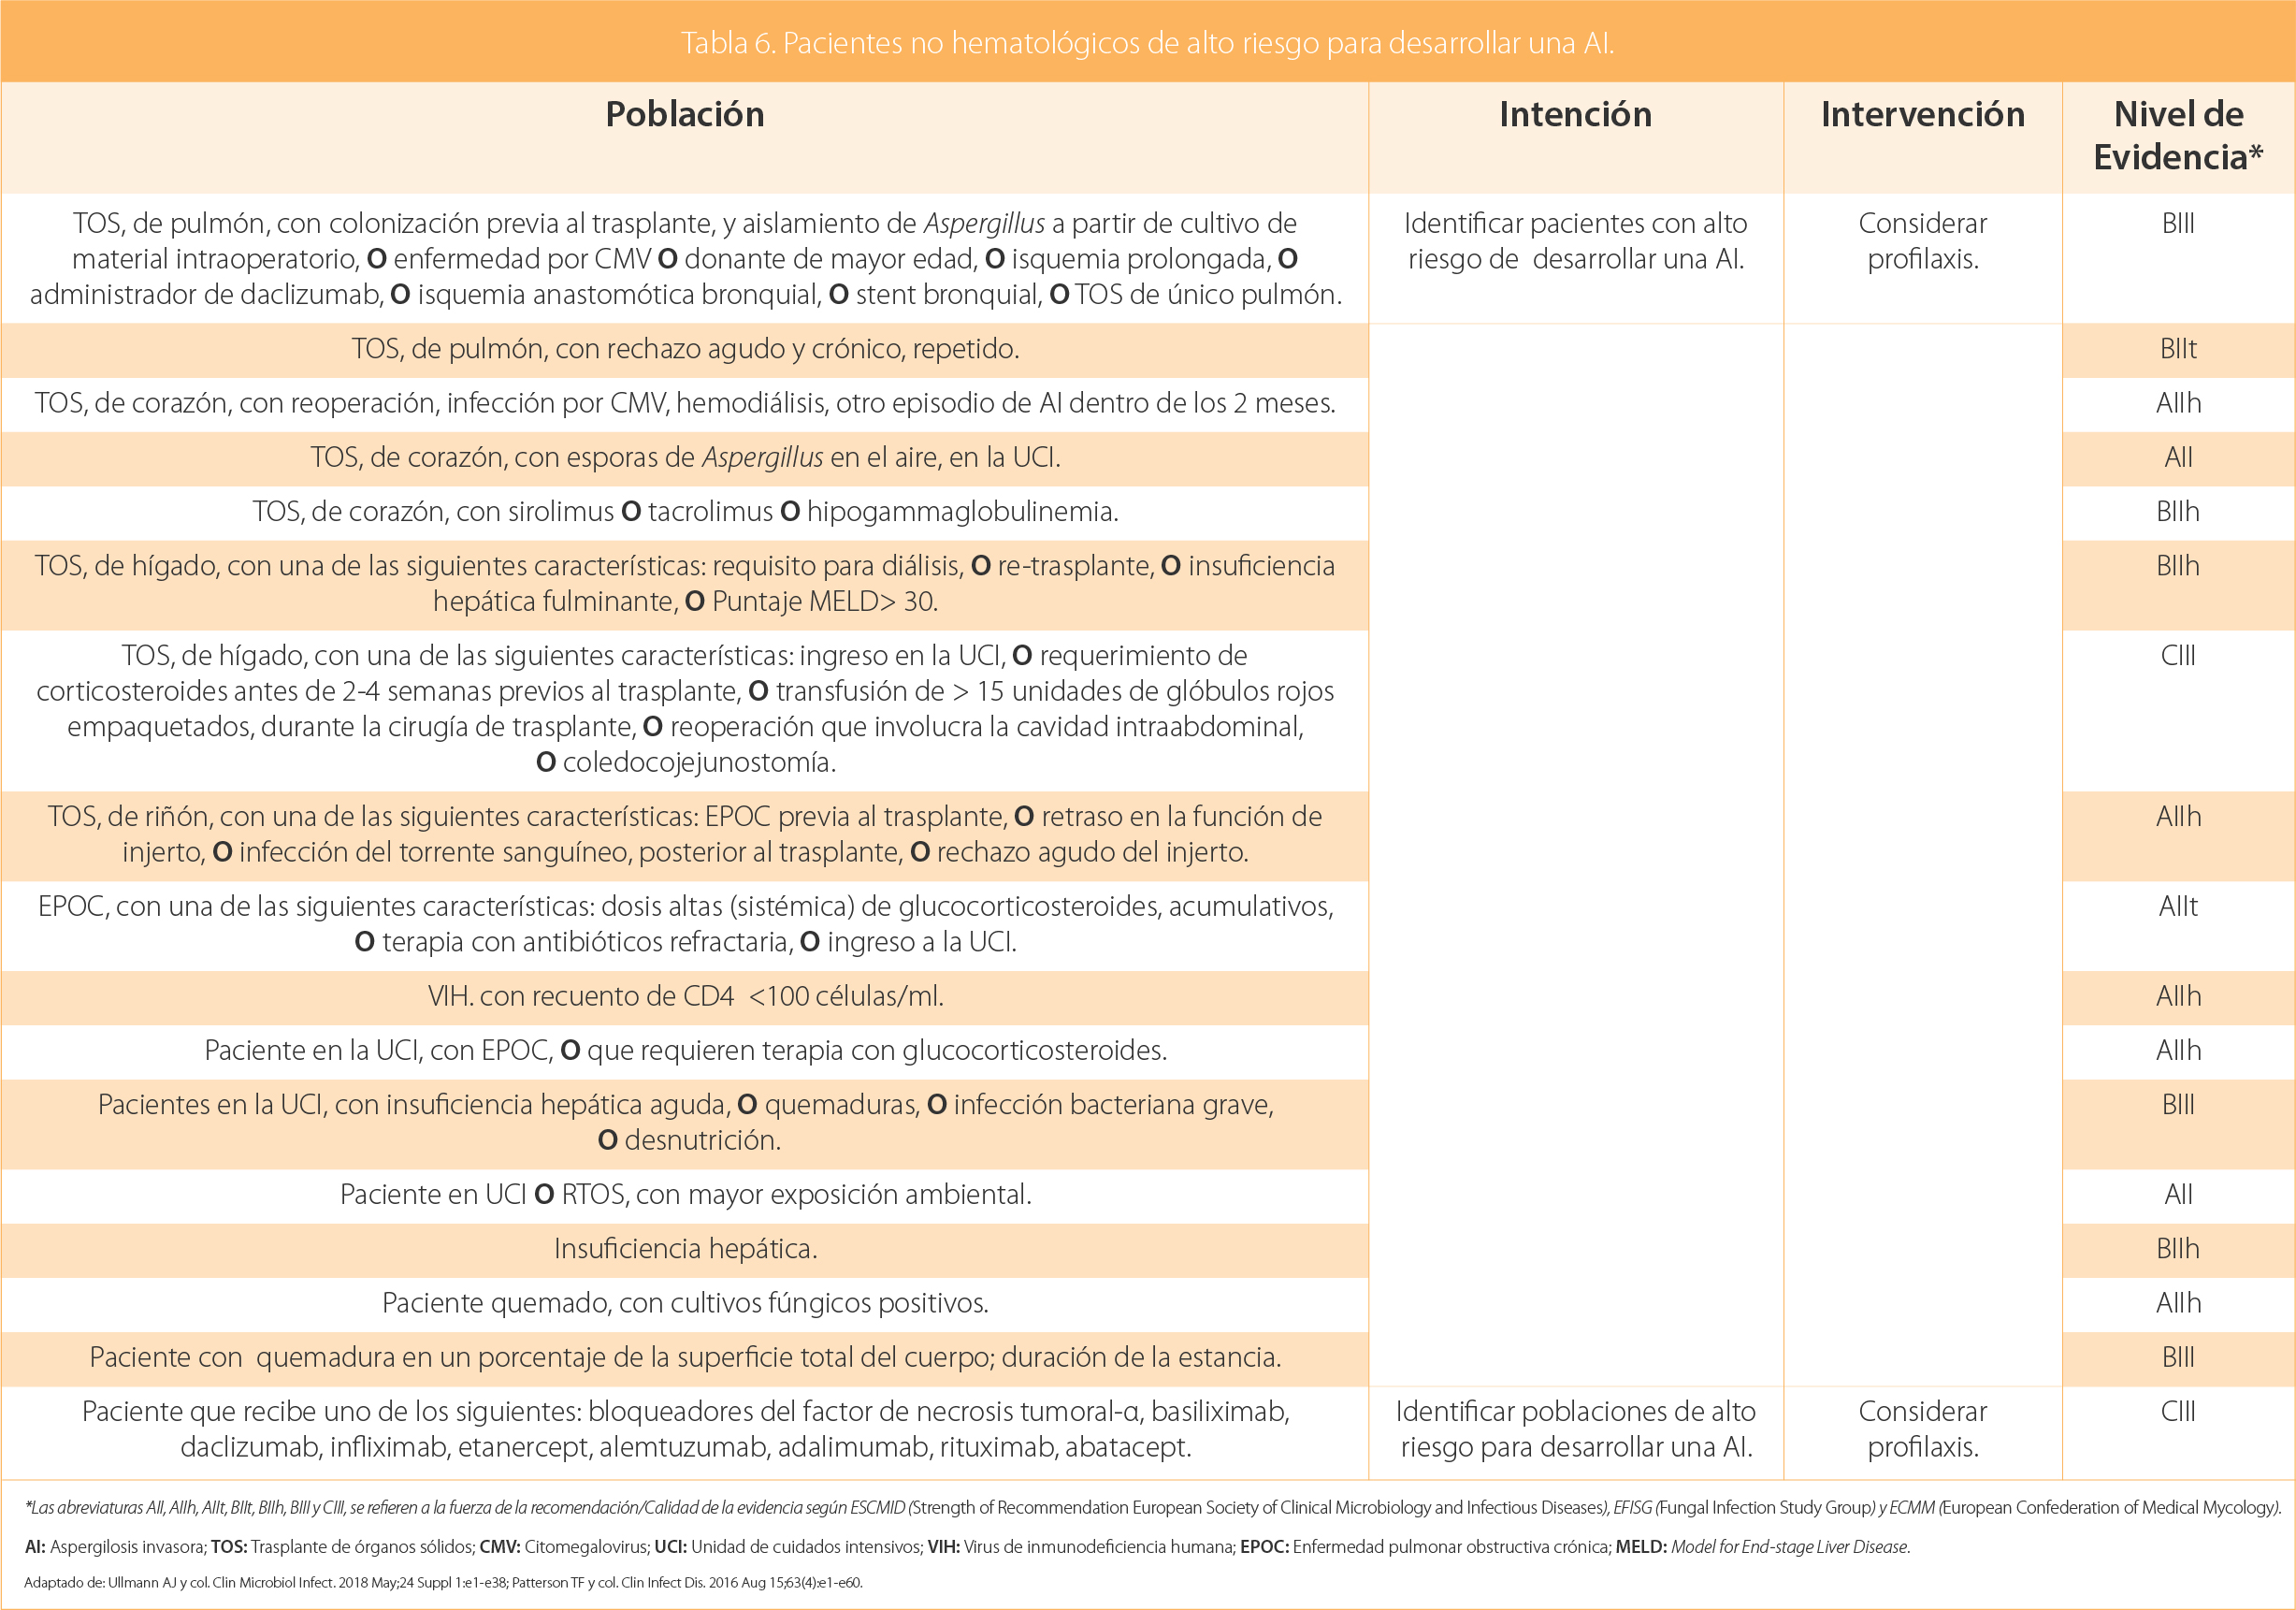 Tabla 6. Pacientes no hematológicos de alto riesgo para desarrollar una AI.
Población
Intención
Intervención
Nivel de
Evidencia*
TOS, de pulmón, con colonización previa al trasplante, y aislamiento de Aspergillus a partir de cultivo de
material intraoperatorio, O enfermedad por CMV O donante de mayor edad, O isquemia prolongada, O
administrador de daclizumab, O isquemia anastomótica bronquial, O stent bronquial, O TOS de único pulmón.
Identificar pacientes con alto
riesgo de  desarrollar una AI.
Considerar
profilaxis.
BIII
TOS, de pulmón, con rechazo agudo y crónico, repetido.
BIIt
TOS, de corazón, con reoperación, infección por CMV, hemodiálisis, otro episodio de AI dentro de los 2 meses.
AIIh
TOS, de corazón, con esporas de Aspergillus en el aire, en la UCI.
AII
TOS, de corazón, con sirolimus O tacrolimus O hipogammaglobulinemia.
BIIh
TOS, de hígado, con una de las siguientes características: requisito para diálisis, O re-trasplante, O insuficiencia
hepática fulminante, O Puntaje MELD> 30.
BIIh
TOS, de hígado, con una de las siguientes características: ingreso en la UCI, O requerimiento de
corticosteroides antes de 2-4 semanas previos al trasplante, O transfusión de > 15 unidades de glóbulos rojos
empaquetados, durante la cirugía de trasplante, O reoperación que involucra la cavidad intraabdominal,
O coledocojejunostomía.
CIII
TOS, de riñón, con una de las siguientes características: EPOC previa al trasplante, O retraso en la función de
injerto, O infección del torrente sanguíneo, posterior al trasplante, O rechazo agudo del injerto.
AIIh
EPOC, con una de las siguientes características: dosis altas (sistémica) de glucocorticosteroides, acumulativos,
O terapia con antibióticos refractaria, O ingreso a la UCI.
AIIt
VIH. con recuento de CD4  <100 células/ml.
AIIh
Paciente en la UCI, con EPOC, O que requieren terapia con glucocorticosteroides.
AIIh
Pacientes en la UCI, con insuficiencia hepática aguda, O quemaduras, O infección bacteriana grave,
O desnutrición.
BIII
Paciente en UCI O RTOS, con mayor exposición ambiental.
AII
Insuficiencia hepática.
BIIh
Paciente quemado, con cultivos fúngicos positivos.
AIIh
Paciente con  quemadura en un porcentaje de la superficie total del cuerpo; duración de la estancia.
BIII
Paciente que recibe uno de los siguientes: bloqueadores del factor de necrosis tumoral-α, basiliximab,
daclizumab, infliximab, etanercept, alemtuzumab, adalimumab, rituximab, abatacept.
Identificar poblaciones de alto
riesgo para desarrollar una AI.
Considerar
profilaxis.
CIII
*Las abreviaturas AII, AIIh, AIIt, BIIt, BIIh, BIII y CIII, se refieren a la fuerza de la recomendación/Calidad de la evidencia según ESCMID (Strength of Recommendation European Society of Clinical Microbiology and Infectious Diseases), EFISG (Fungal Infection Study Group) y ECMM (European Confederation of Medical Mycology).
AI: Aspergilosis invasora; TOS: Trasplante de órganos sólidos; CMV: Citomegalovirus; UCI: Unidad de cuidados intensivos; VIH: Virus de inmunodeficiencia humana; EPOC: Enfermedad pulmonar obstructiva crónica; MELD: Model for End-stage Liver Disease.
Adaptado de: Ullmann AJ y col. Clin Microbiol Infect. 2018 May;24 Suppl 1:e1-e38; Patterson TF y col. Clin Infect Dis. 2016 Aug 15;63(4):e1-e60.